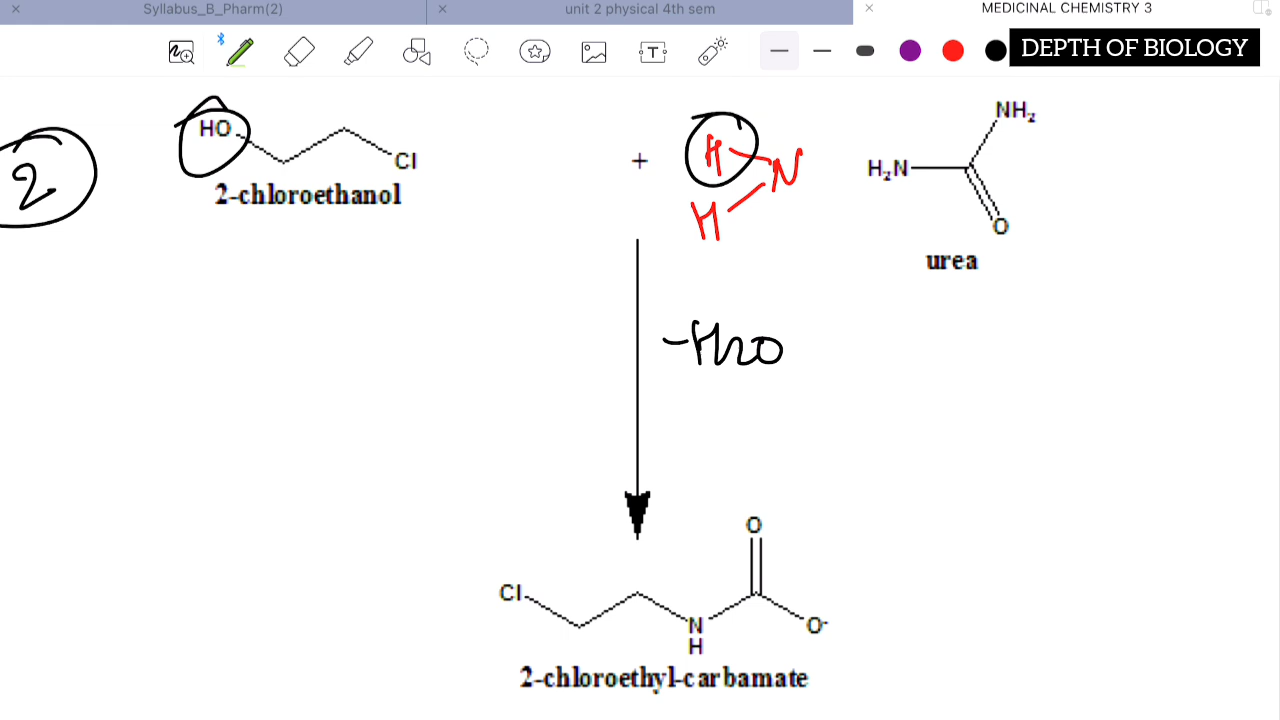 Syllabus_B_Pharm(2)
unit 2 physical 4th sem
MEDICINAL CHEMISTRY 3
T
DEPTH OF BIOLOGY
2
HO
Cl
2-chloroethanol
+
H
N
H
NH₂
H₂N
O
urea
-H2O
O
Cl
N
H
O⁻
2-chloroethyl-carbamate